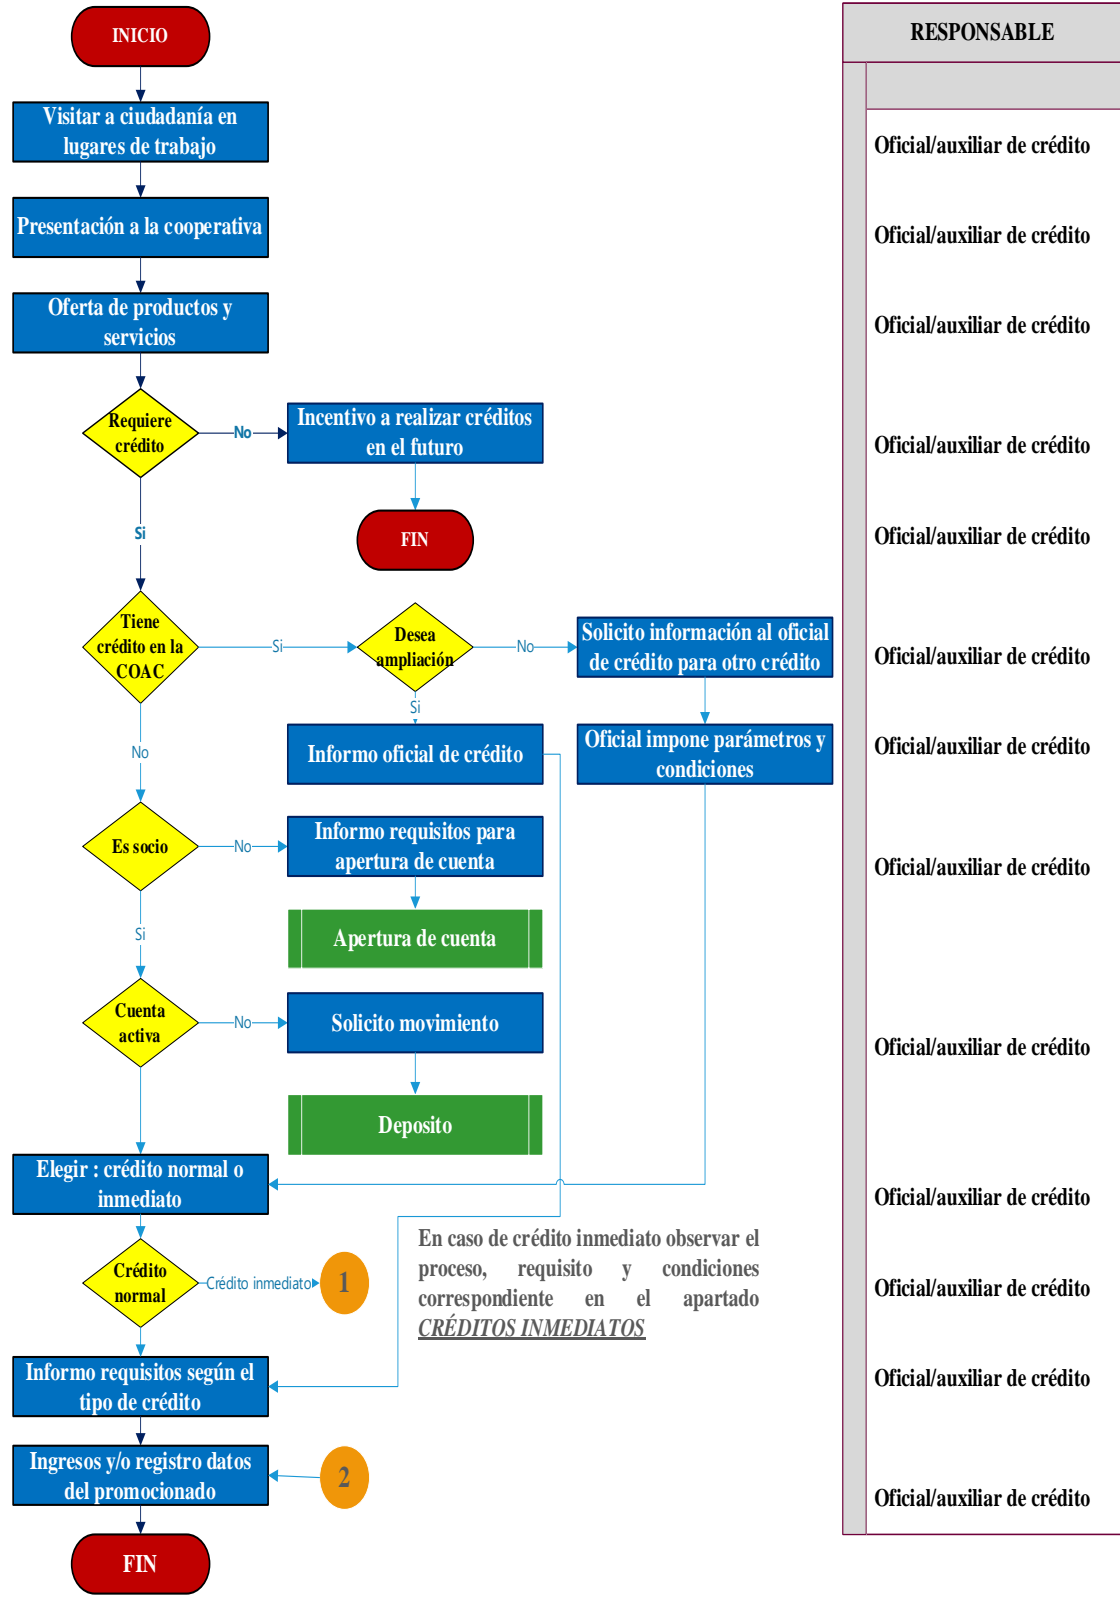 INICIO
Visitar a ciudadanía en
lugares de trabajo
Presentación a la cooperativa
Oferta de productos y
servicios
Requiere
crédito
No
Incentivo a realizar créditos
en el futuro
FIN
Si
Tiene
crédito en la
COAC
Si
Desea
ampliación
No
Solicito información al oficial
de crédito para otro crédito
Si
Informo oficial de crédito
Oficial impone parámetros y
condiciones
No
Es socio
No
Informo requisitos para
apertura de cuenta
Apertura de cuenta
Si
Cuenta
activa
No
Solicito movimiento
Deposito
Elegir : crédito normal o
inmediato
Crédito
normal
Crédito inmediato
1
En caso de crédito inmediato observar el
proceso, requisito y condiciones
correspondiente en el apartado
CRÉDITOS INMEDIATOS
Informo requisitos según el
tipo de crédito
Ingresos y/o registro datos
del promocionado
2
FIN
RESPONSABLE
Oficial/auxiliar de crédito
Oficial/auxiliar de crédito
Oficial/auxiliar de crédito
Oficial/auxiliar de crédito
Oficial/auxiliar de crédito
Oficial/auxiliar de crédito
Oficial/auxiliar de crédito
Oficial/auxiliar de crédito
Oficial/auxiliar de crédito
Oficial/auxiliar de crédito
Oficial/auxiliar de crédito
Oficial/auxiliar de crédito
Oficial/auxiliar de crédito